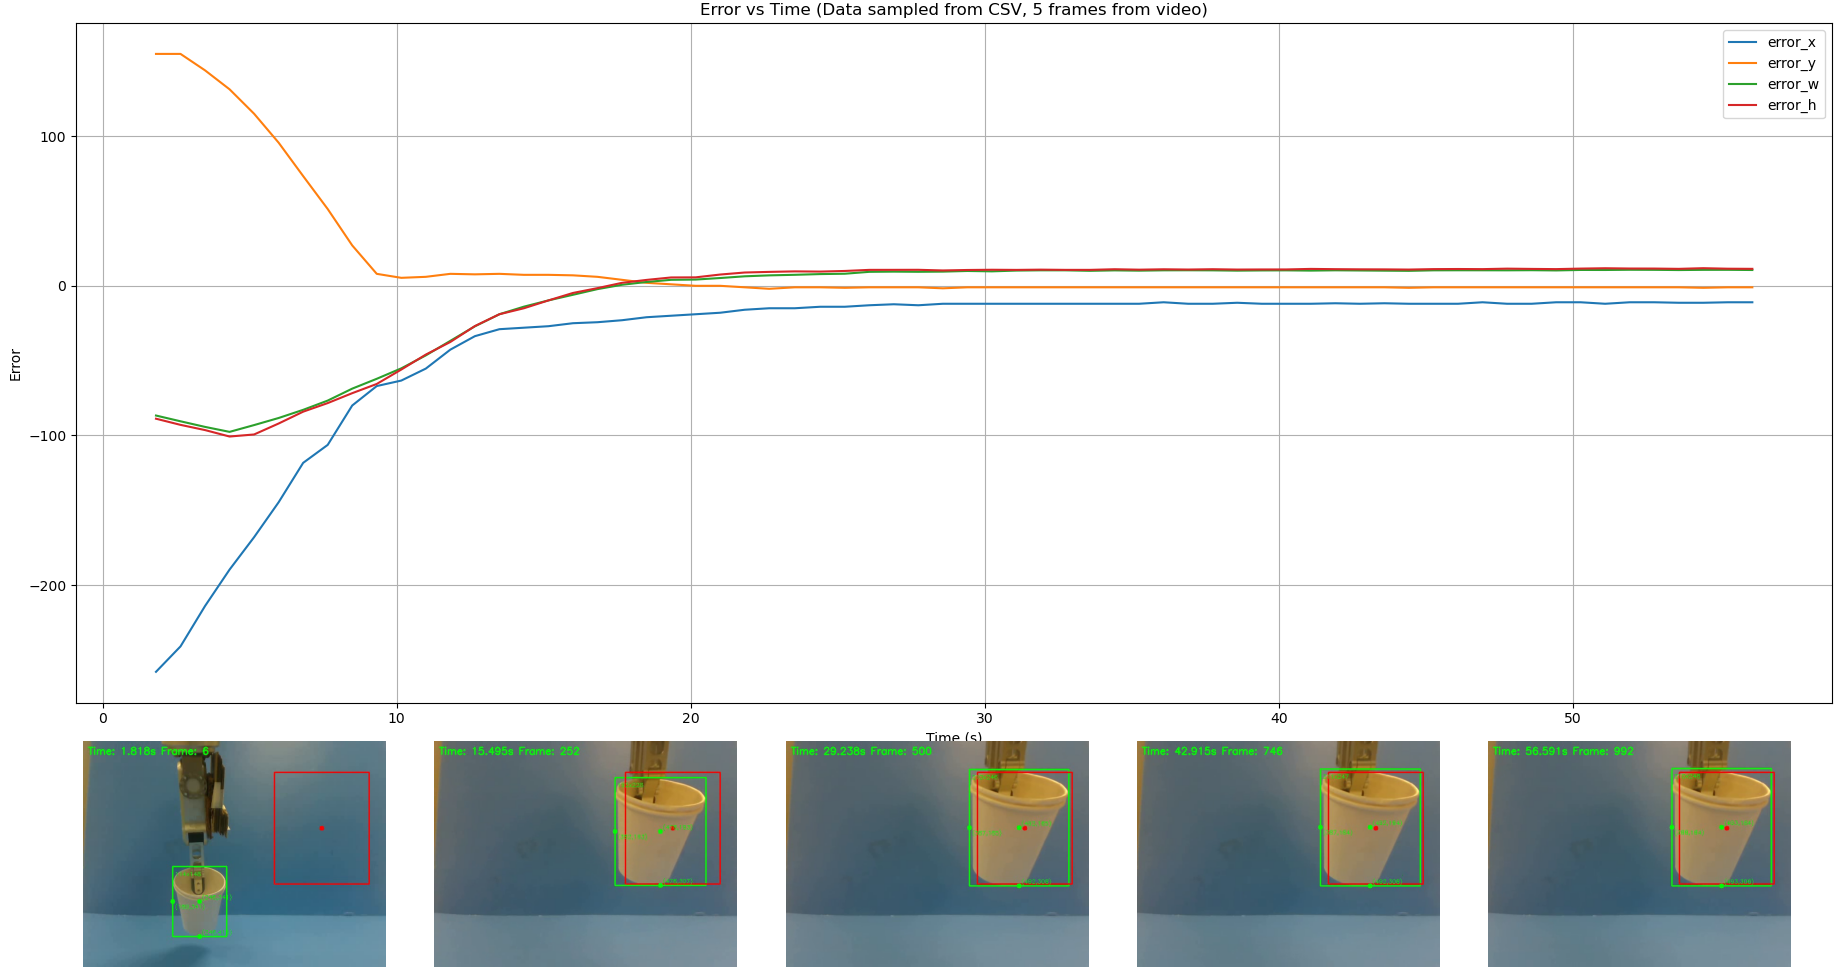 Error vs Time (Data sampled from CSV, 5 frames from video)
error_x
error_y
error_w
error_h
Error
100
0
−100
−200
0
10
20
30
40
50
Time (s)
Time: 1.818s Frame: 6
Time: 15.495s Frame: 252
Time: 29.238s Frame: 500
Time: 42.915s Frame: 746
Time: 56.591s Frame: 992